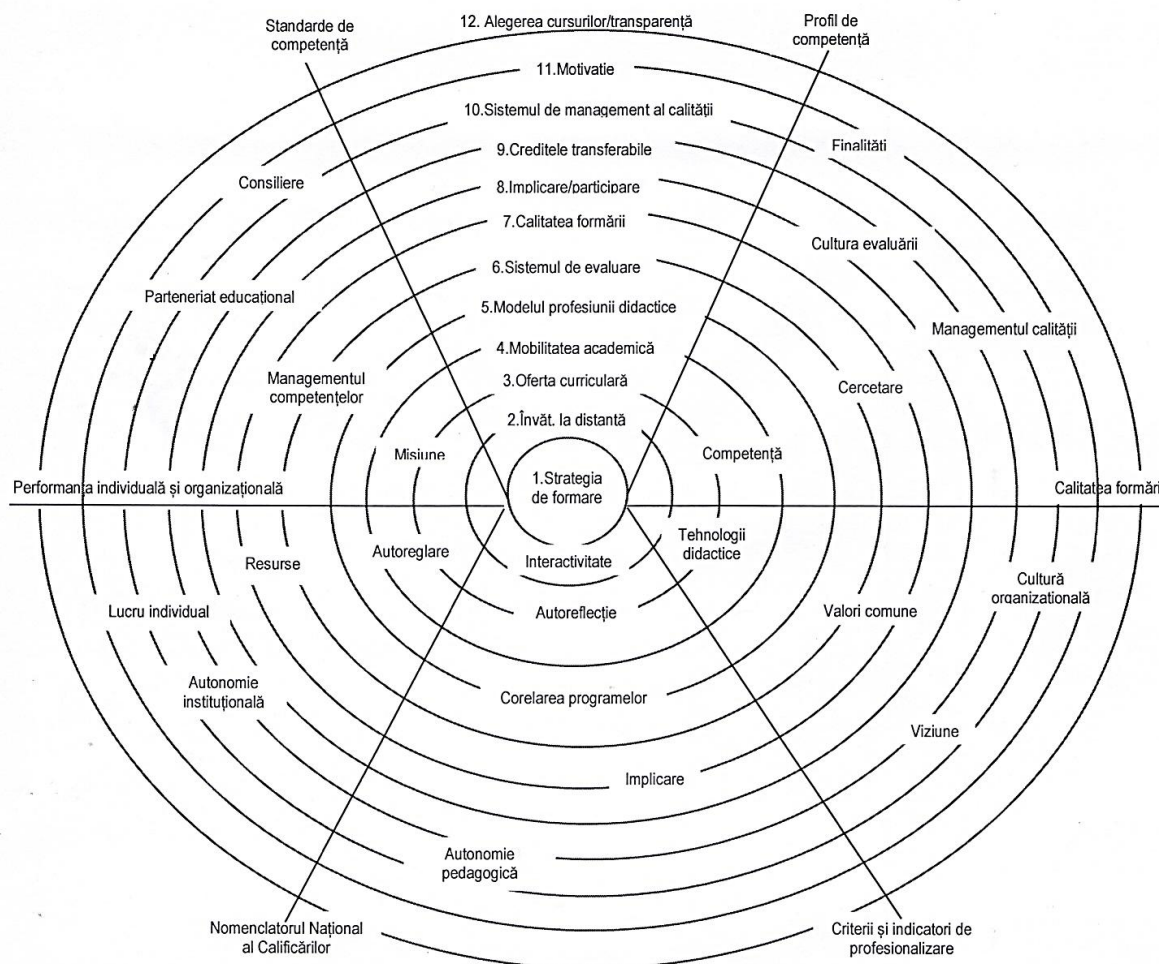 12. Alegerea cursurilor/transparență
Standarde de
competență
Profil de
competență
11.Motivatie
10.Sistemul de management al calității
Finalităti
9.Creditele transferabile
Consiliere
8.Implicare/participare
7.Calitatea formării
Cultura evaluării
6.Sistemul de evaluare
Parteneriat educațional
5.Modelul profesiunii didactice
Managementul calității
4.Mobilitatea academică
Managementul
competențelor
3.Oferta curriculară
Cercetare
2.Învăt. la distantă
Misiune
Competență
1.Strategia
de formare
Performanța individuală și organizațională
Calitatea formării
Tehnologii
didactice
Autoreglare
Interactivitate
Resurse
Cultură
organizațională
Lucru individual
Autoreflecție
Valori comune
Autonomie
instituțională
Corelarea programelor
Viziune
Implicare
Autonomie
pedagogică
Nomenclatorul Național
al Calificărilor
Criterii și indicatori de
profesionalizare